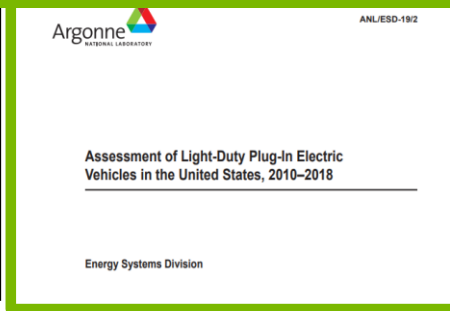 ANL/ESD-19/2
Argonne
NATIONAL LABORATORY
Assessment of Light-Duty Plug-In Electric
Vehicles in the United States, 2010–2018
Energy Systems Division